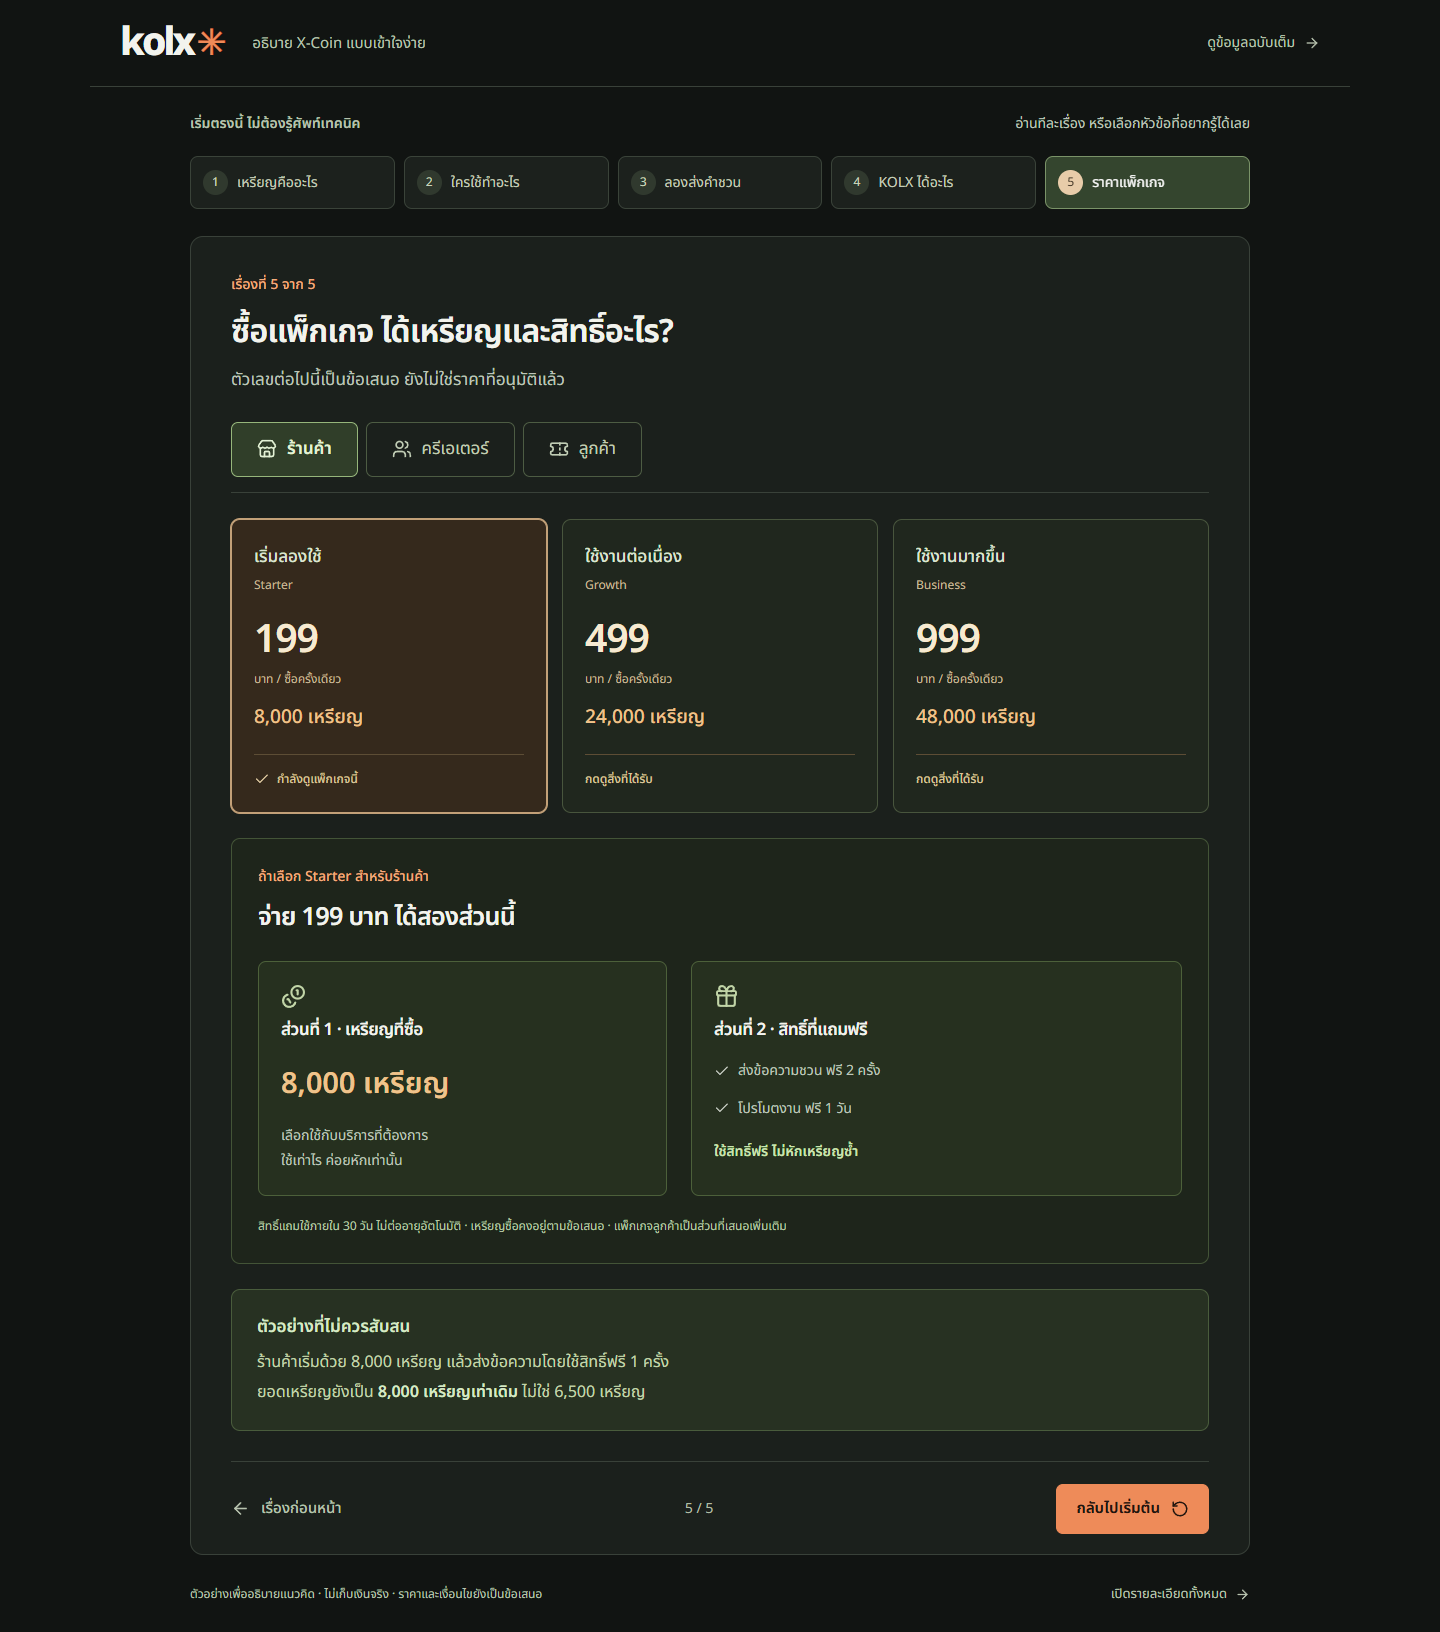 kolx
อธิบาย X-Coin แบบเข้าใจง่าย
ดูข้อมูลฉบับเต็ม
เริ่มตรงนี้ ไม่ต้องรู้ศัพท์เทคนิค
อ่านทีละเรื่อง หรือเลือกหัวข้อที่อยากรู้ได้เลย
1 เหรียญคืออะไร
2 ใครใช้ทำอะไร
3 ลองส่งคำชวน
4 KOLX ได้อะไร
5 ราคาแพ็กเกจ
เรื่องที่ 5 จาก 5
ซื้อแพ็กเกจ ได้เหรียญและสิทธิ์อะไร?
ตัวเลขต่อไปนี้เป็นข้อเสนอ ยังไม่ใช่ราคาที่อนุมัติแล้ว
ร้านค้า
ครีเอเตอร์
ลูกค้า
เริ่มลองใช้
Starter
199
บาท / ซื้อครั้งเดียว
8,000 เหรียญ
กำลังดูแพ็กเกจนี้
ใช้งานต่อเนื่อง
Growth
499
บาท / ซื้อครั้งเดียว
24,000 เหรียญ
กดดูสิ่งที่ได้รับ
ใช้งานมากขึ้น
Business
999
บาท / ซื้อครั้งเดียว
48,000 เหรียญ
กดดูสิ่งที่ได้รับ
ถ้าเลือก Starter สำหรับร้านค้า
จ่าย 199 บาท ได้สองส่วนนี้
ส่วนที่ 1 · เหรียญที่ซื้อ
8,000 เหรียญ
เลือกใช้กับบริการที่ต้องการ
ใช้เท่าไร ค่อยหักเท่านั้น
ส่วนที่ 2 · สิทธิ์ที่แถมฟรี
ส่งข้อความชวน ฟรี 2 ครั้ง
โปรโมตงาน ฟรี 1 วัน
ใช้สิทธิ์ฟรี ไม่หักเหรียญซ้ำ
สิทธิ์แถมใช้ภายใน 30 วัน ไม่ต่ออายุอัตโนมัติ · เหรียญซื้อคงอยู่ตามข้อเสนอ · แพ็กเกจลูกค้าเป็นส่วนที่เสนอเพิ่มเติม
ตัวอย่างที่ไม่ควรสับสน
ร้านค้าเริ่มด้วย 8,000 เหรียญ แล้วส่งข้อความโดยใช้สิทธิ์ฟรี 1 ครั้ง
ยอดเหรียญยังเป็น 8,000 เหรียญเท่าเดิม ไม่ใช่ 6,500 เหรียญ
เรื่องก่อนหน้า
5 / 5
กลับไปเริ่มต้น
ตัวอย่างเพื่ออธิบายแนวคิด · ไม่เก็บเงินจริง · ราคาและเงื่อนไขยังเป็นข้อเสนอ
เปิดรายละเอียดทั้งหมด